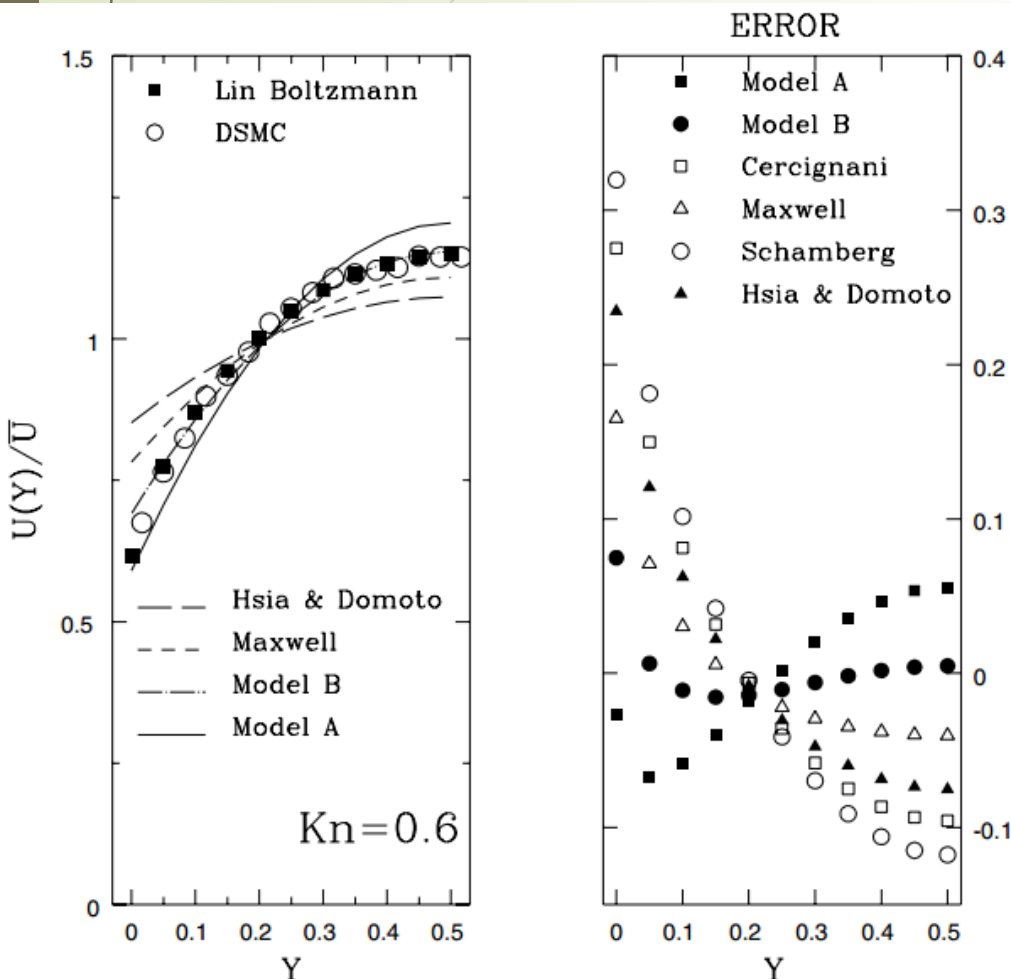 1.5
Lin Boltzmann
DSMC
1
U(Y)/U̅
Hsia & Domoto
Maxwell
Model B
Model A
0.5
Kn=0.6
0
0 0.1 0.2 0.3 0.4 0.5
Y
ERROR
0.4
Model A
Model B
Cercignani
0.3
Maxwell
Schamberg
Hsia & Domoto
0.2
0.1
0
-0.1
0 0.1 0.2 0.3 0.4 0.5
Y